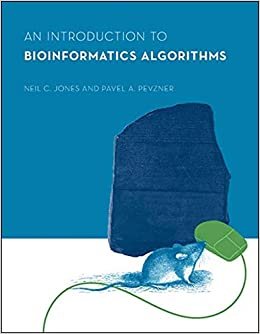 AN INTRODUCTION TO
BIOINFORMATICS ALGORITHMS
NEIL C. JONES AND PAVEL A. PEVZNER